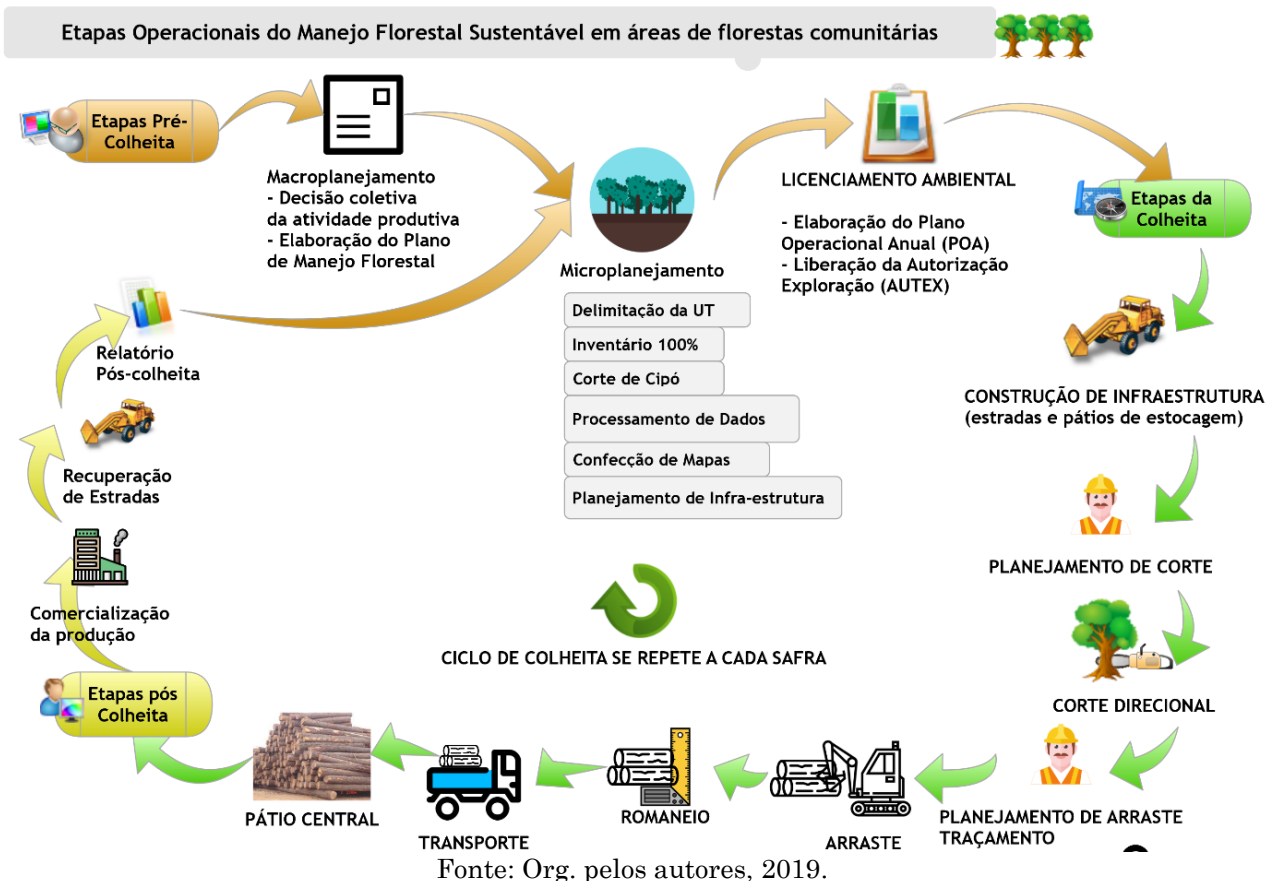 Etapas Operacionais do Manejo Florestal Sustentável em áreas de florestas comunitárias
Etapas Pré-
Colheita
Macroplanejamento
- Decisão coletiva
da atividade produtiva
- Elaboração do Plano
de Manejo Florestal
Microplanejamento
Delimitação da UT
Inventário 100%
Corte de Cipó
Processamento de Dados
Confecção de Mapas
Planejamento de Infra-estrutura
LICENCIAMENTO AMBIENTAL
- Elaboração do Plano
Operacional Anual (POA)
- Liberação da Autorização
Exploração (AUTEX)
Etapas da
Colheita
CONSTRUÇÃO DE INFRAESTRUTURA
(estradas e pátios de estocagem)
PLANEJAMENTO DE CORTE
CORTE DIRECIONAL
PLANEJAMENTO DE ARRASTE
TRAÇAMENTO
ARRASTE
ROMANEIO
TRANSPORTE
PÁTIO CENTRAL
Etapas pós
Colheita
Comercialização
da produção
Recuperação
de Estradas
Relatório
Pós-colheita
CICLO DE COLHEITA SE REPETE A CADA SAFRA
Fonte: Org. pelos autores, 2019.